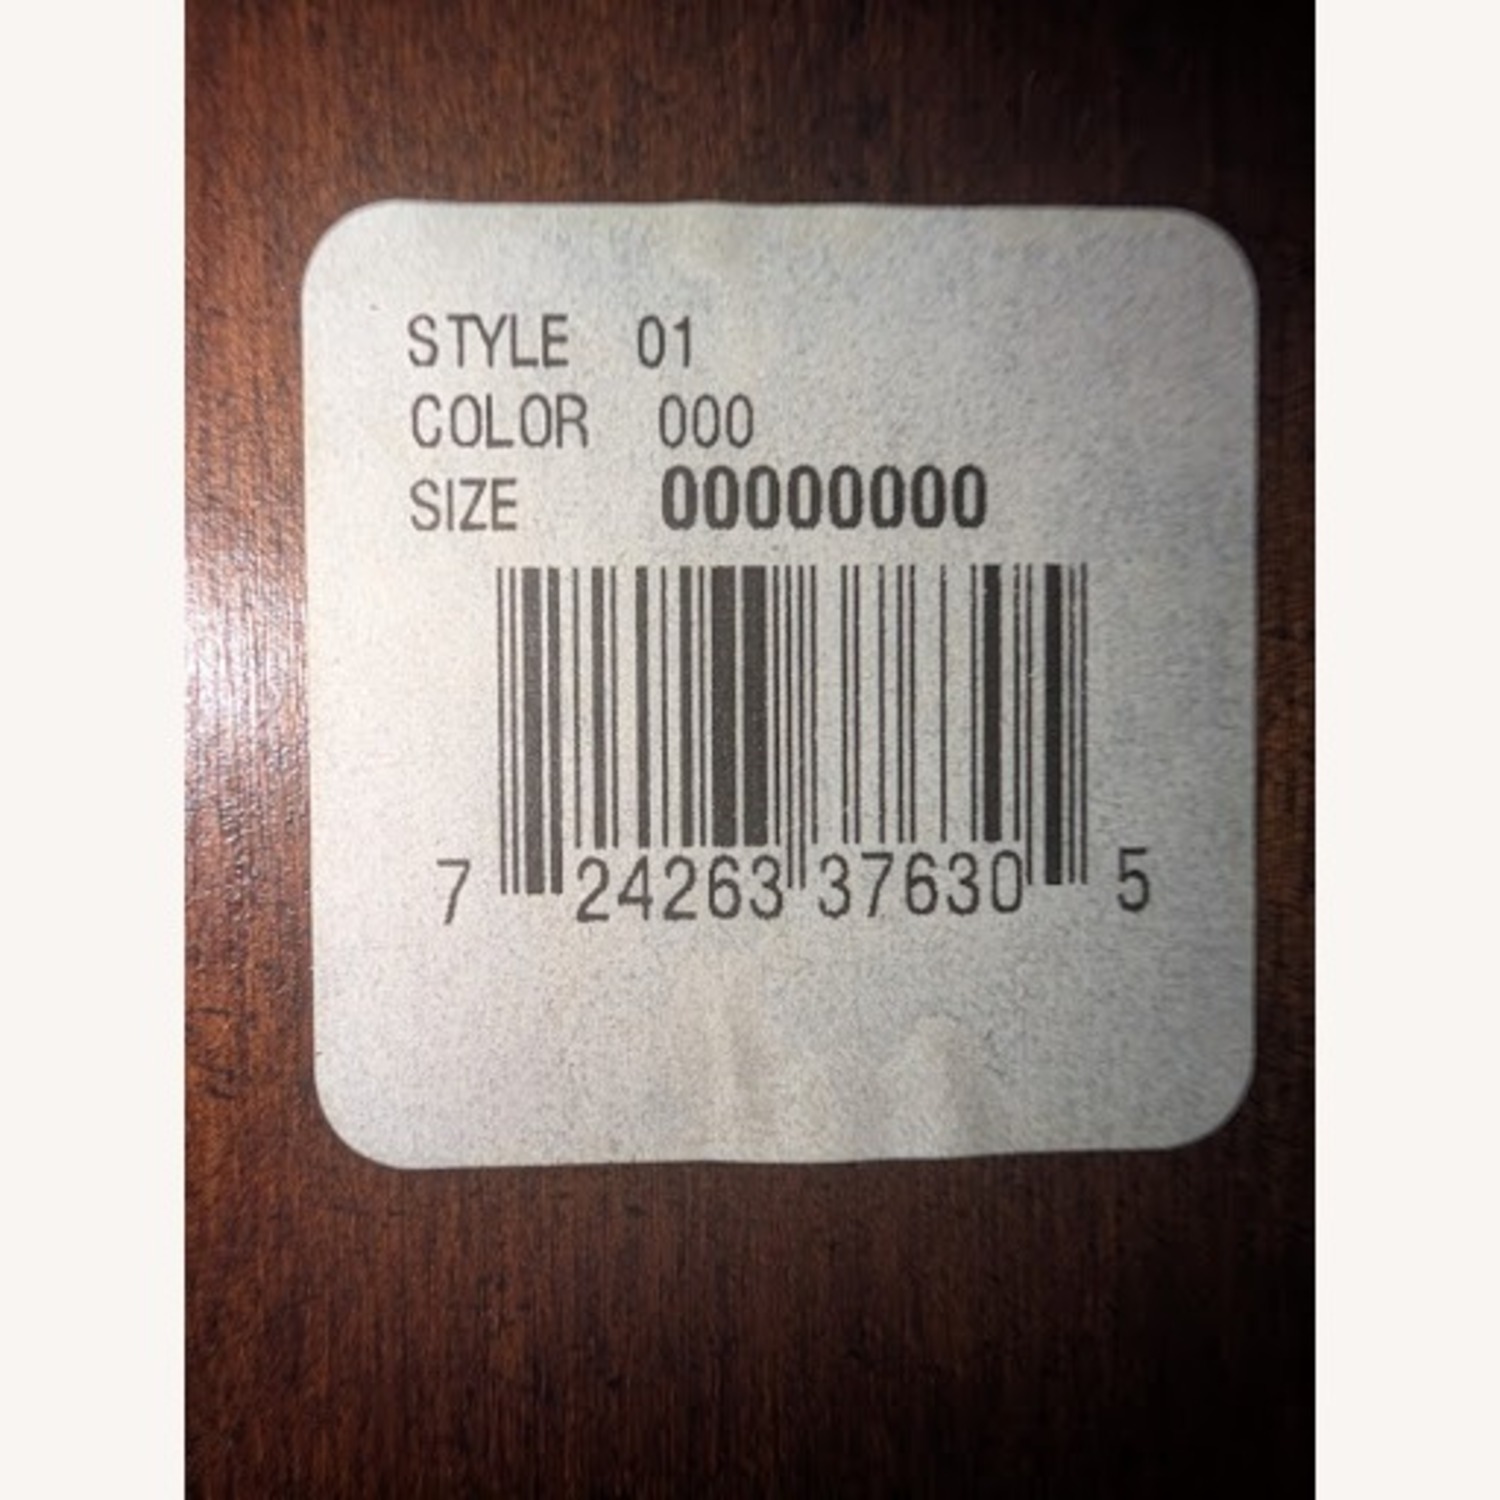 STYLE 01
COLOR 000
SIZE 00000000
7 24263 37630 5